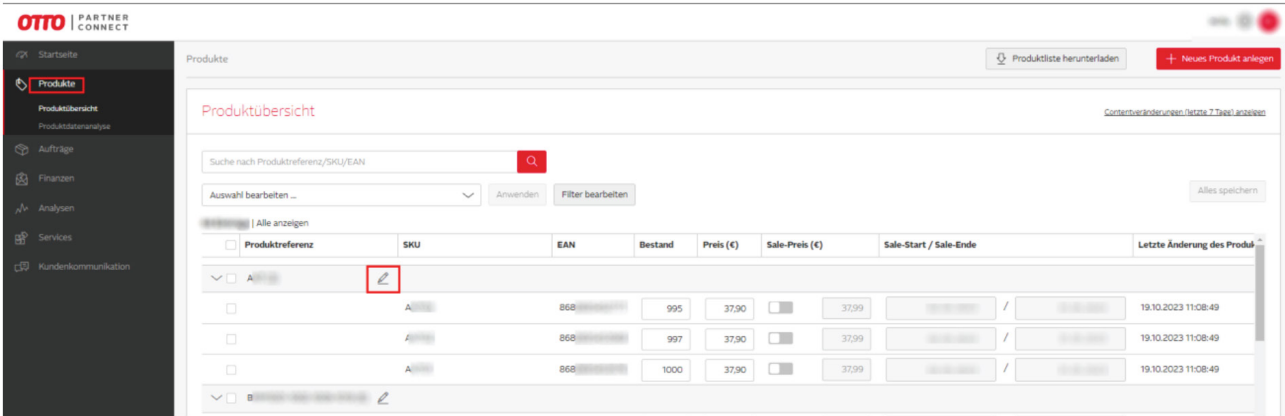 OTTO | PARTNER CONNECT
Startseite
Produkte
Produktübersicht
Produktdatenanalyse
Aufträge
Finanzen
Analysen
Services
Kundenkommunikation
Produkte
Produktliste herunterladen
+ Neues Produkt anlegen
Produktübersicht
Contentveränderungen (letzte 7 Tage) anzeigen
Suche nach Produktreferenz/SKU/EAN
Auswahl bearbeiten ...
Anwenden
Filter bearbeiten
Alles speichern
| Alle anzeigen
Produktreferenz SKU EAN Bestand Preis (€) Sale-Preis (€) Sale-Start / Sale-Ende Letzte Änderung des Produk
A
A 868 995 37,90 37,99 / 19.10.2023 11:08:49
A 868 997 37,90 37,99 / 19.10.2023 11:08:49
A 868 1000 37,90 37,99 / 19.10.2023 11:08:49
B